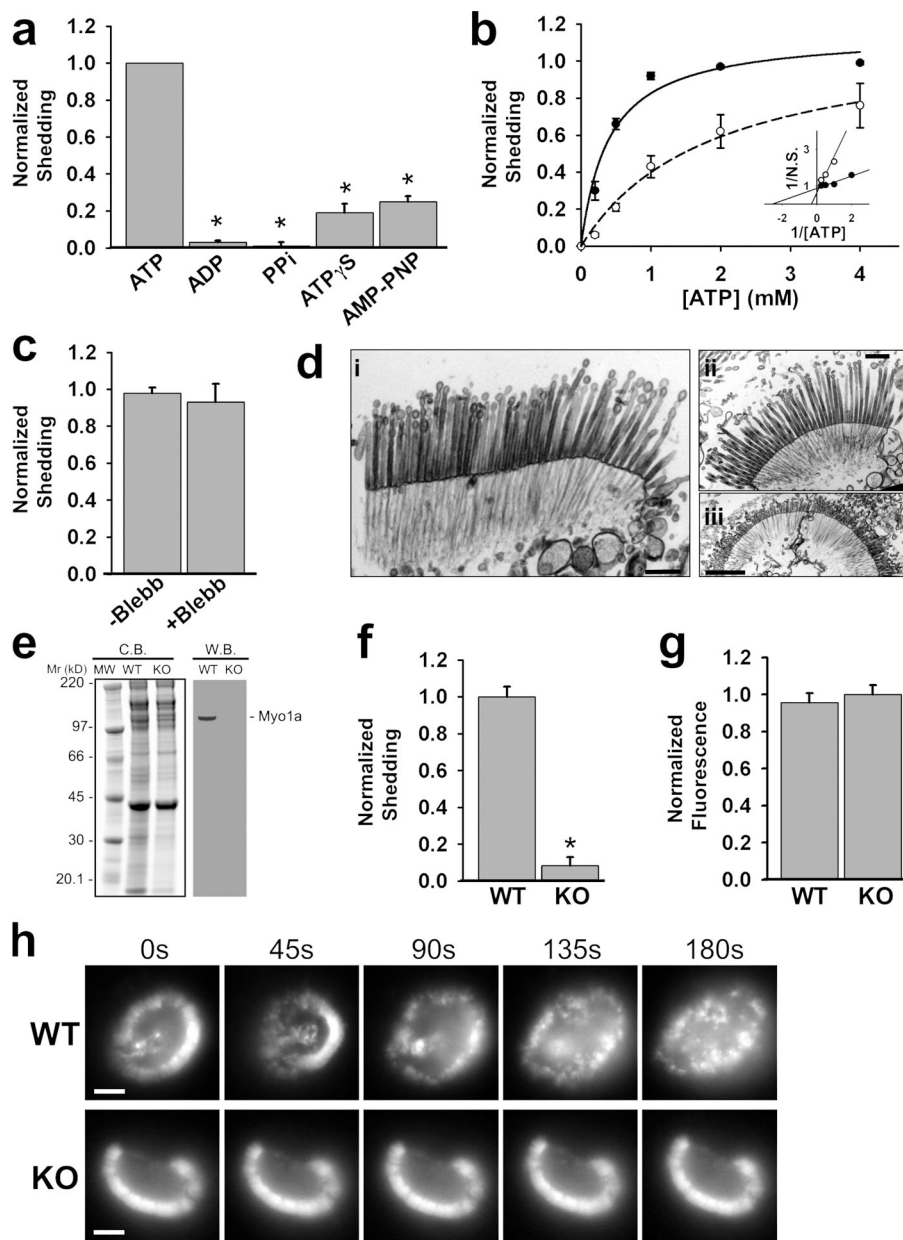 a
Normalized
Shedding
1.2
1.0
0.8
0.6
0.4
0.2
0.0
*
*
*
*
ATP
ADP
PPi
ATPγS
AMP-PNP
b
Normalized
Shedding
1.2
1.0
0.8
0.6
0.4
0.2
0.0
0
1
2
3
4
[ATP] (mM)
1/N.S.
3
1
-2
0
2
1/[ATP]
c
Normalized
Shedding
1.2
1.0
0.8
0.6
0.4
0.2
0.0
-Blebb
+Blebb
d
i
ii
iii
e
C.B.
W.B.
Mr (kD)
MW
WT
KO
WT
KO
220 -
97 -
66 -
45 -
30 -
20.1 -
- Myo1a
f
Normalized
Shedding
1.2
1.0
0.8
0.6
0.4
0.2
0.0
*
WT
KO
g
Normalized
Fluorescence
1.2
1.0
0.8
0.6
0.4
0.2
0.0
WT
KO
h
0s
45s
90s
135s
180s
WT
KO